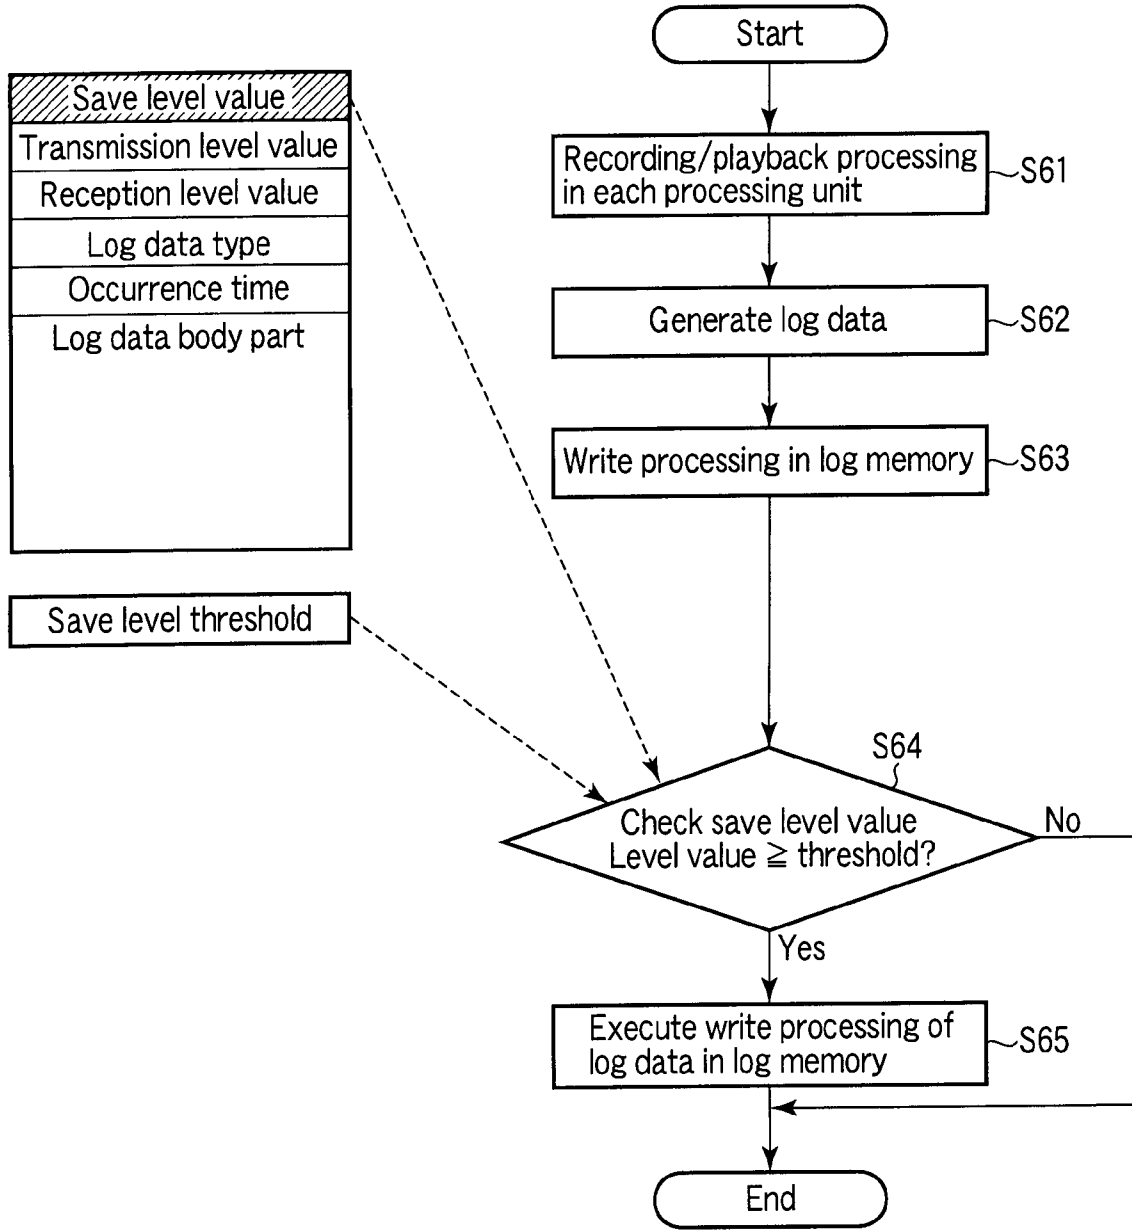 Start
Save level value
Transmission level value
Reception level value
Log data type
Occurrence time
Log data body part
Save level threshold
Recording/playback processing
in each processing unit
S61
Generate log data
S62
Write processing in log memory
S63
S64
Check save level value
Level value ≧ threshold?
No
Yes
Execute write processing of
log data in log memory
S65
End